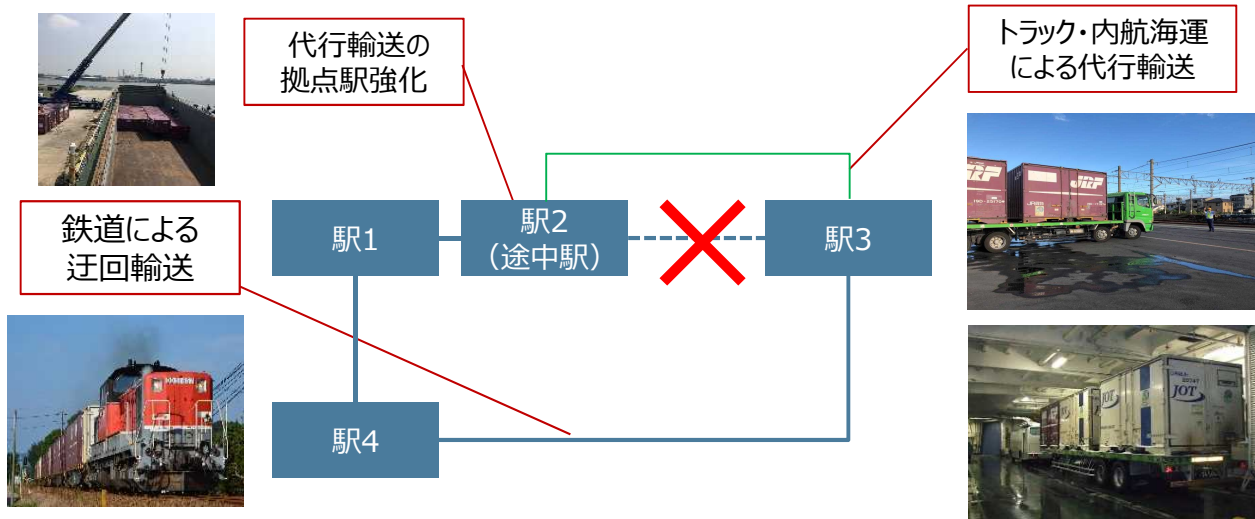 代行輸送の
拠点駅強化
トラック・内航海運
による代行輸送
鉄道による
迂回輸送
駅1
駅2
（途中駅）
駅3
駅4
JRF
JRF
JOT
JOT